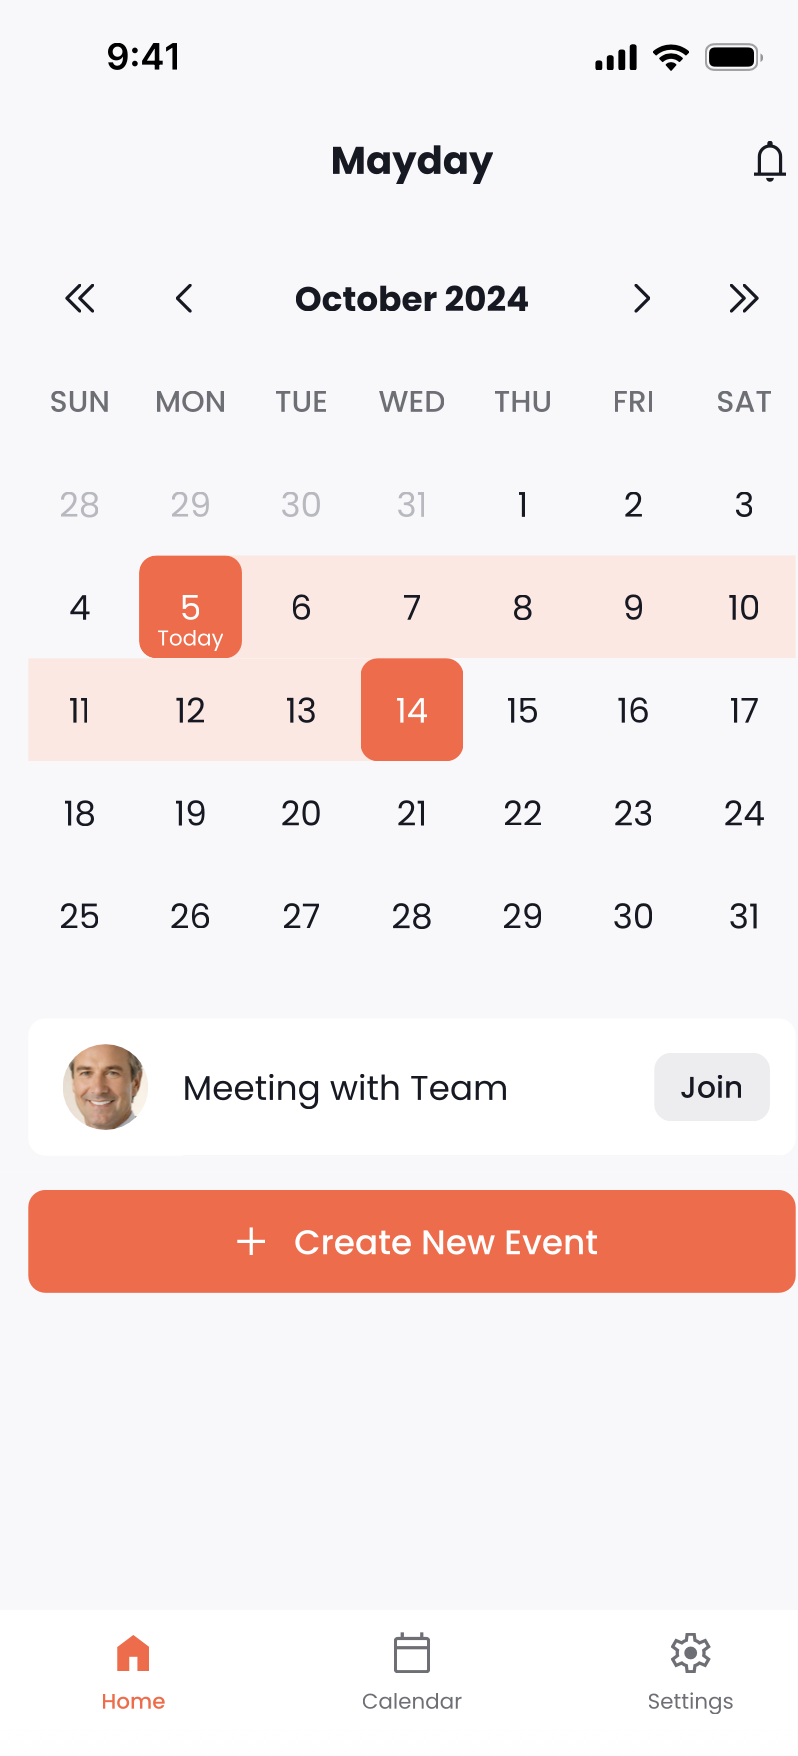 9:41
Mayday
October 2024
SUN MON TUE WED THU FRI SAT
28 29 30 31 1 2 3
4 5 6 7 8 9 10
Today
11 12 13 14 15 16 17
18 19 20 21 22 23 24
25 26 27 28 29 30 31
Meeting with Team Join
+ Create New Event
Home Calendar Settings